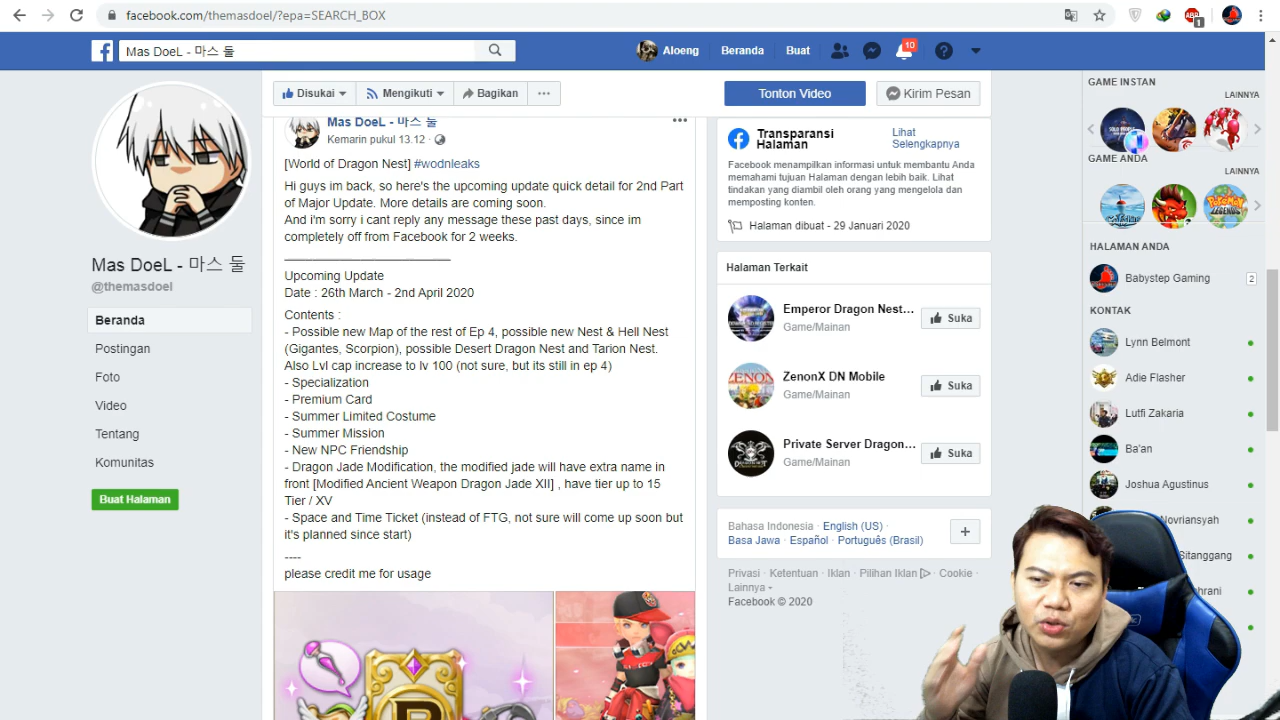 facebook.com/themasdoel/?epa=SEARCH_BOX
ABP
1
Mas DoeL - 마스 둘
Aloeng
Beranda
Buat
10
Mas DoeL - 마스 둘
@themasdoel
Beranda
Postingan
Foto
Video
Tentang
Komunitas
Buat Halaman
Disukai
Mengikuti
Bagikan
Tonton Video
Kirim Pesan
Mas DoeL - 마스 둘
Kemarin pukul 13.12 ·
[World of Dragon Nest] #wodnleaks
Hi guys im back, so here's the upcoming update quick detail for 2nd Part
of Major Update. More details are coming soon.
And i'm sorry i cant reply any message these past days, since im
completely off from Facebook for 2 weeks.
Upcoming Update
Date : 26th March - 2nd April 2020
Contents :
- Possible new Map of the rest of Ep 4, possible new Nest & Hell Nest
(Gigantes, Scorpion), possible Desert Dragon Nest and Tarion Nest.
Also Lvl cap increase to lv 100 (not sure, but its still in ep 4)
- Specialization
- Premium Card
- Summer Limited Costume
- Summer Mission
- New NPC Friendship
- Dragon Jade Modification, the modified jade will have extra name in
front [Modified Ancient Weapon Dragon Jade XII] , have tier up to 15
Tier / XV
- Space and Time Ticket (instead of FTG, not sure will come up soon but
it's planned since start)
----
please credit me for usage
Transparansi
Halaman
Lihat
Selengkapnya
Facebook menampilkan informasi untuk membantu Anda
memahami tujuan Halaman dengan lebih baik. Lihat
tindakan yang diambil oleh orang yang mengelola dan
memposting konten.
Halaman dibuat - 29 Januari 2020
Halaman Terkait
Emperor Dragon Nest...
Game/Mainan
Suka
ZenonX DN Mobile
Game/Mainan
Suka
Private Server Dragon...
Game/Mainan
Suka
Bahasa Indonesia · English (US) ·
Basa Jawa · Español · Português (Brasil)
Privasi · Ketentuan · Iklan · Pilihan Iklan · Cookie ·
Lainnya
Facebook © 2020
GAME INSTAN
LAINNYA
GAME ANDA
LAINNYA
HALAMAN ANDA
Babystep Gaming
2
KONTAK
Lynn Belmont
Adie Flasher
Lutfi Zakaria
Ba'an
Joshua Agustinus
Novriansyah
Sitanggang